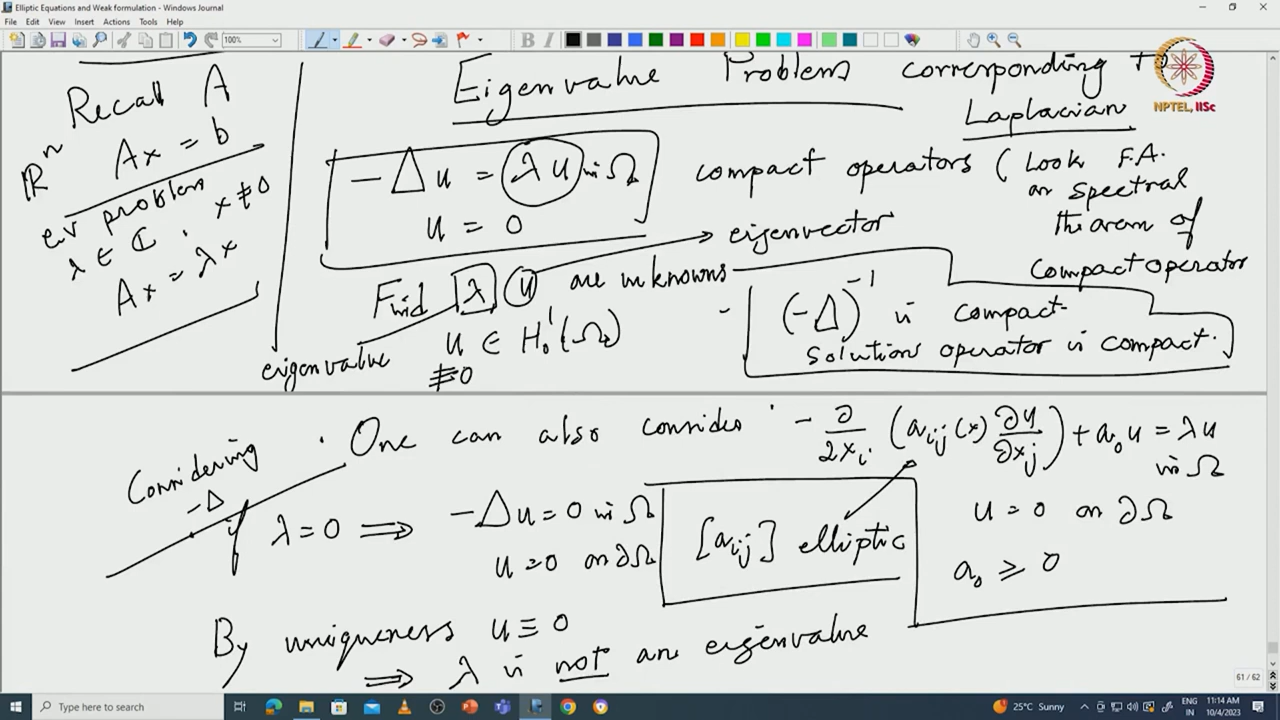 Elliptic Equations and Weak formulation - Windows Journal
File Edit View Insert Actions Tools Help
100%
B I
NPTEL, IISc
Recall A
ℝⁿ Ax = b
e.v problem
λ ∈ ℂ, x ≠ 0
Ax = λx
Eigenvalue Problem corresponding to
Laplacian
-Δu = λu in Ω
u = 0
compact operators ( Look F.A.
on spectral
theorem of
compact operator
eigenvector
Find λ, u are unknowns
u ∈ H₀¹(Ω)
≢0
eigenvalue
- (-Δ)⁻¹ is compact
solutions operator is compact.
One can also consider - ∂/∂xᵢ (aᵢⱼ(x) ∂u/∂xⱼ) + a₀u = λu
in Ω
u = 0 on ∂Ω
a₀ ≥ 0
[aᵢⱼ] elliptic
Considering
-Δ
if λ = 0 ⟹ -Δu = 0 in Ω
u = 0 on ∂Ω
By uniqueness u ≡ 0
⟹ λ is not an eigenvalue
61 / 62
Type here to search
25°C Sunny
ENG
IN
11:14 AM
10/4/2023